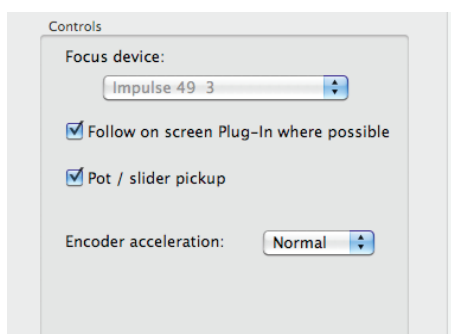 Controls
Focus device:
Impulse 49 3
Follow on screen Plug-In where possible
Pot / slider pickup
Encoder acceleration: Normal